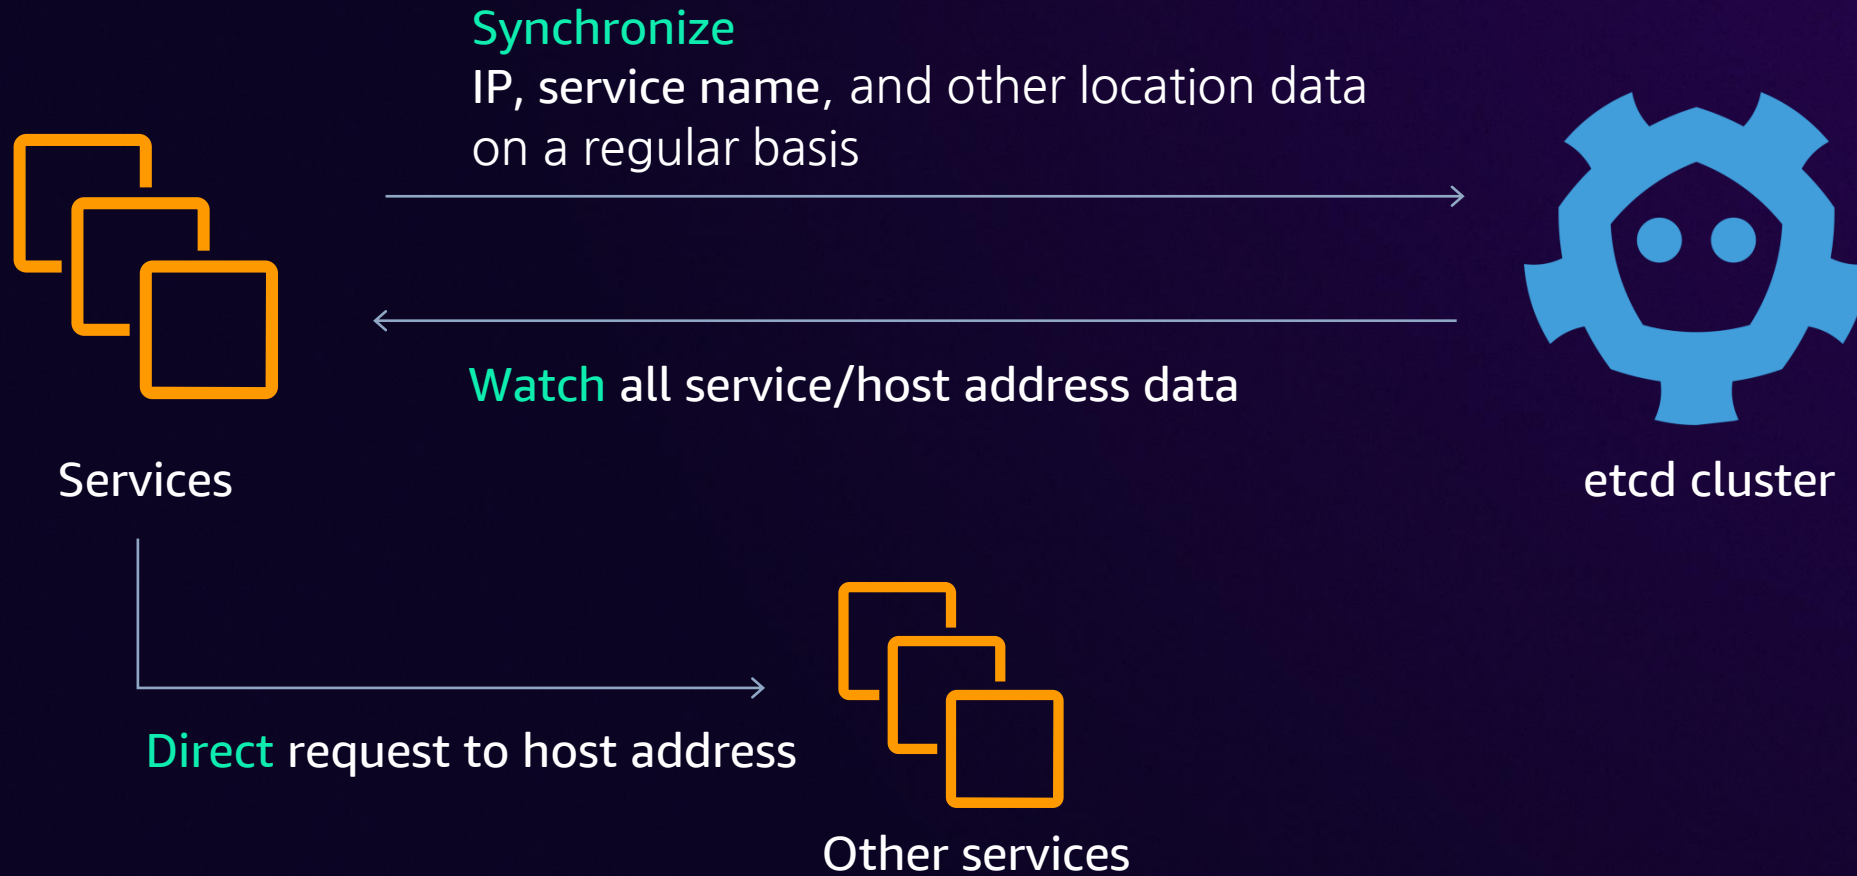 Synchronize
IP, service name, and other location data
on a regular basis
Watch all service/host address data
Services
etcd cluster
Direct request to host address
Other services